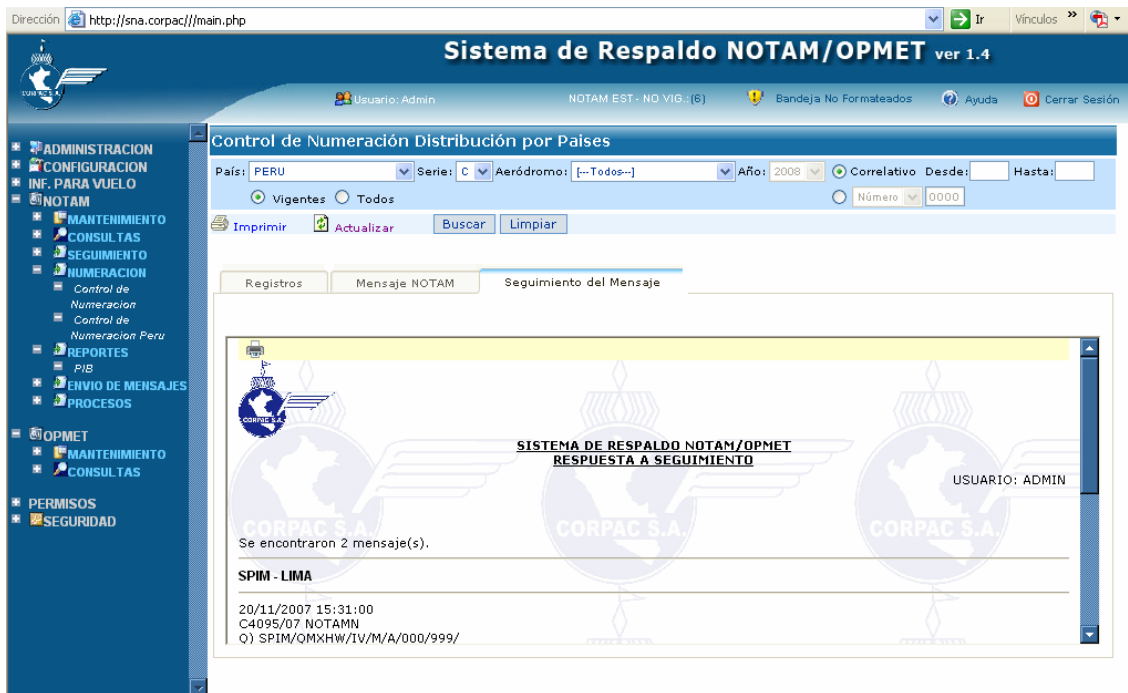 Dirección http://sna.corpac///main.php Ir Vínculos »
Sistema de Respaldo NOTAM/OPMET ver 1.4
CORPAC S.A.
Usuario: Admin NOTAM EST - NO VIG.:(6) Bandeja No Formateados Ayuda Cerrar Sesión
ADMINISTRACION
CONFIGURACION
INF. PARA VUELO
NOTAM
MANTENIMIENTO
CONSULTAS
SEGUIMIENTO
NUMERACION
Control de
Numeracion
Control de
Numeracion Peru
REPORTES
PIB
ENVIO DE MENSAJES
PROCESOS
OPMET
MANTENIMIENTO
CONSULTAS
PERMISOS
SEGURIDAD
Control de Numeración Distribución por Paises
País: PERU Serie: C Aeródromo: [---Todos---] Año: 2008 Correlativo Desde: Hasta:
Vigentes Todos Número 0000
Imprimir Actualizar Buscar Limpiar
Registros Mensaje NOTAM Seguimiento del Mensaje
CORPAC S.A.
SISTEMA DE RESPALDO NOTAM/OPMET
RESPUESTA A SEGUIMIENTO
USUARIO: ADMIN
CORPAC S.A. CORPAC S.A. CORPAC S.A.
Se encontraron 2 mensaje(s).
SPIM - LIMA
20/11/2007 15:31:00
C4095/07 NOTAMN
Q) SPIM/QMXHW/IV/M/A/000/999/